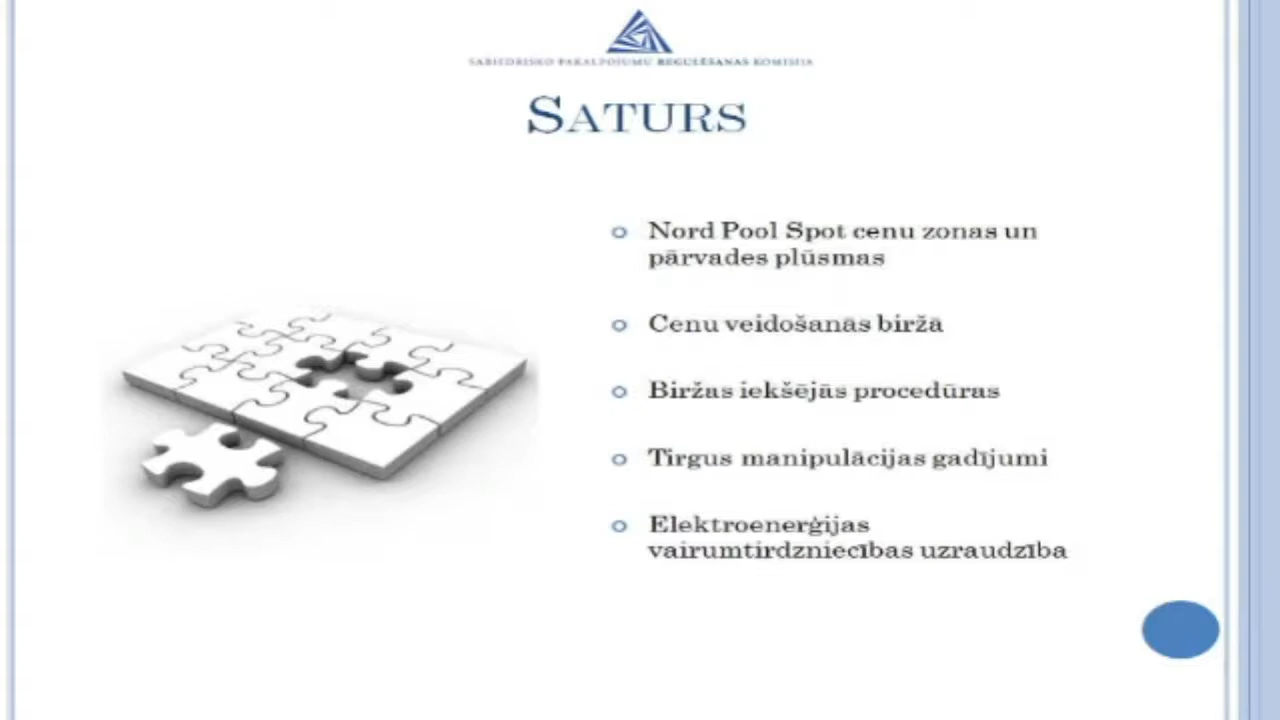 SABIEDRISKO PAKALPOJUMU REGULĒŠANAS KOMISIJA
SATURS
Nord Pool Spot cenu zonas un
pārvades plūsmas
Cenu veidošanās biržā
Biržas iekšējās procedūras
Tirgus manipulācijas gadījumi
Elektroenerģijas
vairumtirdzniecības uzraudzība